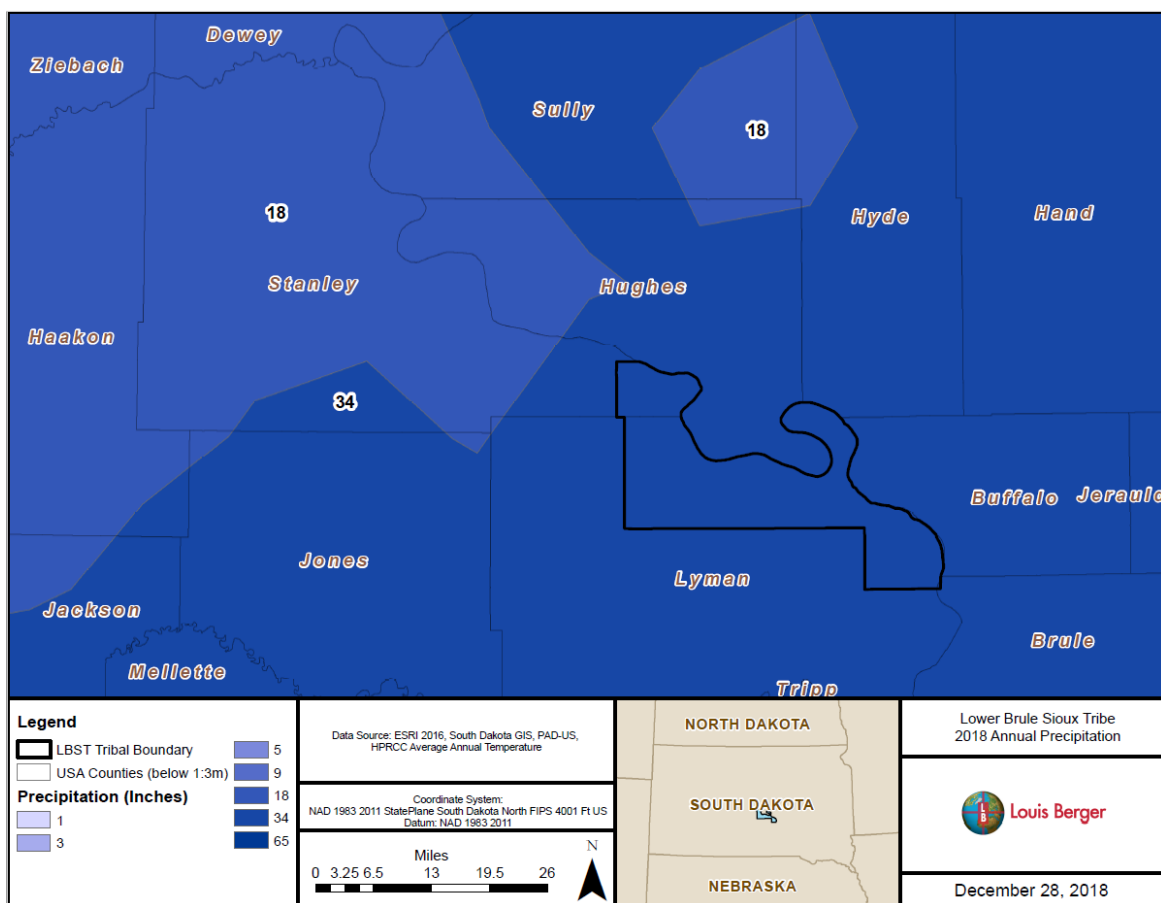 Dewey
Ziebach
Sully
18
18
Hyde
Hand
Stanley
Hughes
Haakon
34
Buffalo
Jerauld
Jones
Lyman
Jackson
Brule
Mellette
Tripp
Legend
LBST Tribal Boundary
USA Counties (below 1:3m)
Precipitation (Inches)
1
3
5
9
18
34
65
Data Source: ESRI 2016, South Dakota GIS, PAD-US,
HPRCC Average Annual Temperature
Coordinate System:
NAD 1983 2011 StatePlane South Dakota North FIPS 4001 Ft US
Datum: NAD 1983 2011
Miles
0 3.25 6.5 13 19.5 26
N
NORTH DAKOTA
SOUTH DAKOTA
NEBRASKA
Lower Brule Sioux Tribe
2018 Annual Precipitation
L B
Louis Berger
December 28, 2018